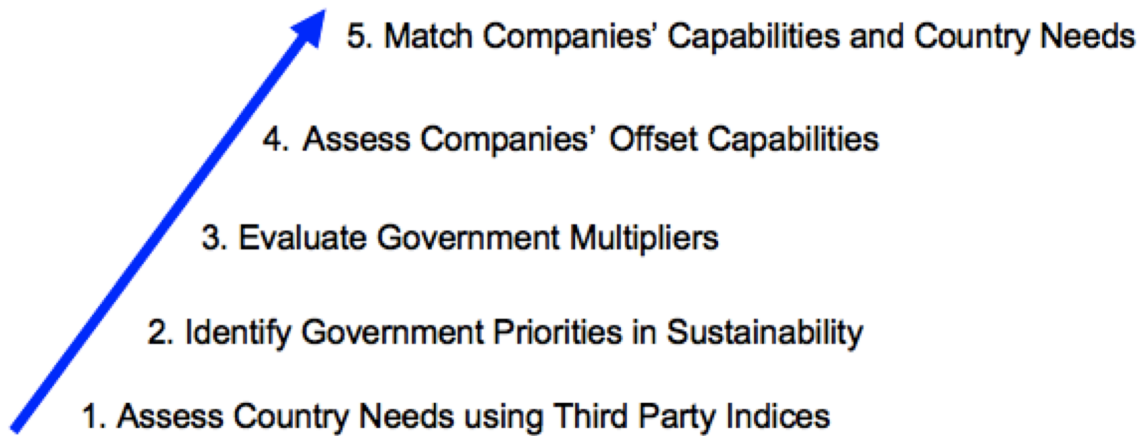 5. Match Companies’ Capabilities and Country Needs
4. Assess Companies’ Offset Capabilities
3. Evaluate Government Multipliers
2. Identify Government Priorities in Sustainability
1. Assess Country Needs using Third Party Indices